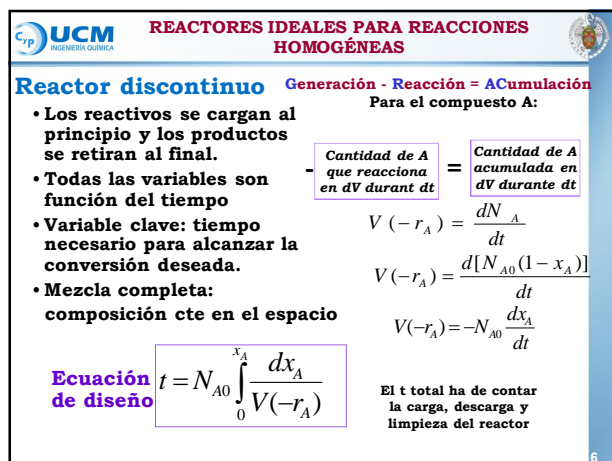 CYP UCM
INGENIERÍA QUÍMICA
REACTORES IDEALES PARA REACCIONES
HOMOGÉNEAS
Reactor discontinuo
• Los reactivos se cargan al
principio y los productos
se retiran al final.
• Todas las variables son
función del tiempo
• Variable clave: tiempo
necesario para alcanzar la
conversión deseada.
• Mezcla completa:
composición cte en el espacio
Generación - Reacción = ACumulación
Para el compuesto A:
- Cantidad de A = Cantidad de A
que reacciona acumulada en
en dV durant dt dV durante dt
V (-r_A) = dN_A / dt
V(-r_A) = d[N_A0(1 - x_A)] / dt
V(-r_A) = -N_A0 dx_A / dt
Ecuación
de diseño
t = N_A0 ∫_0^x_A dx_A / V(-r_A)
El t total ha de contar
la carga, descarga y
limpieza del reactor
6